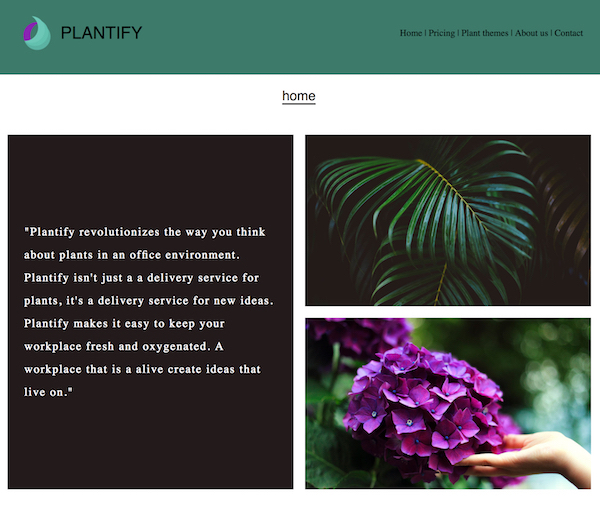 PLANTIFY
Home | Pricing | Plant themes | About us | Contact
home
"Plantify revolutionizes the way you think
about plants in an office environment.
Plantify isn't just a a delivery service for
plants, it's a delivery service for new ideas.
Plantify makes it easy to keep your
workplace fresh and oxygenated. A
workplace that is a alive create ideas that
live on."